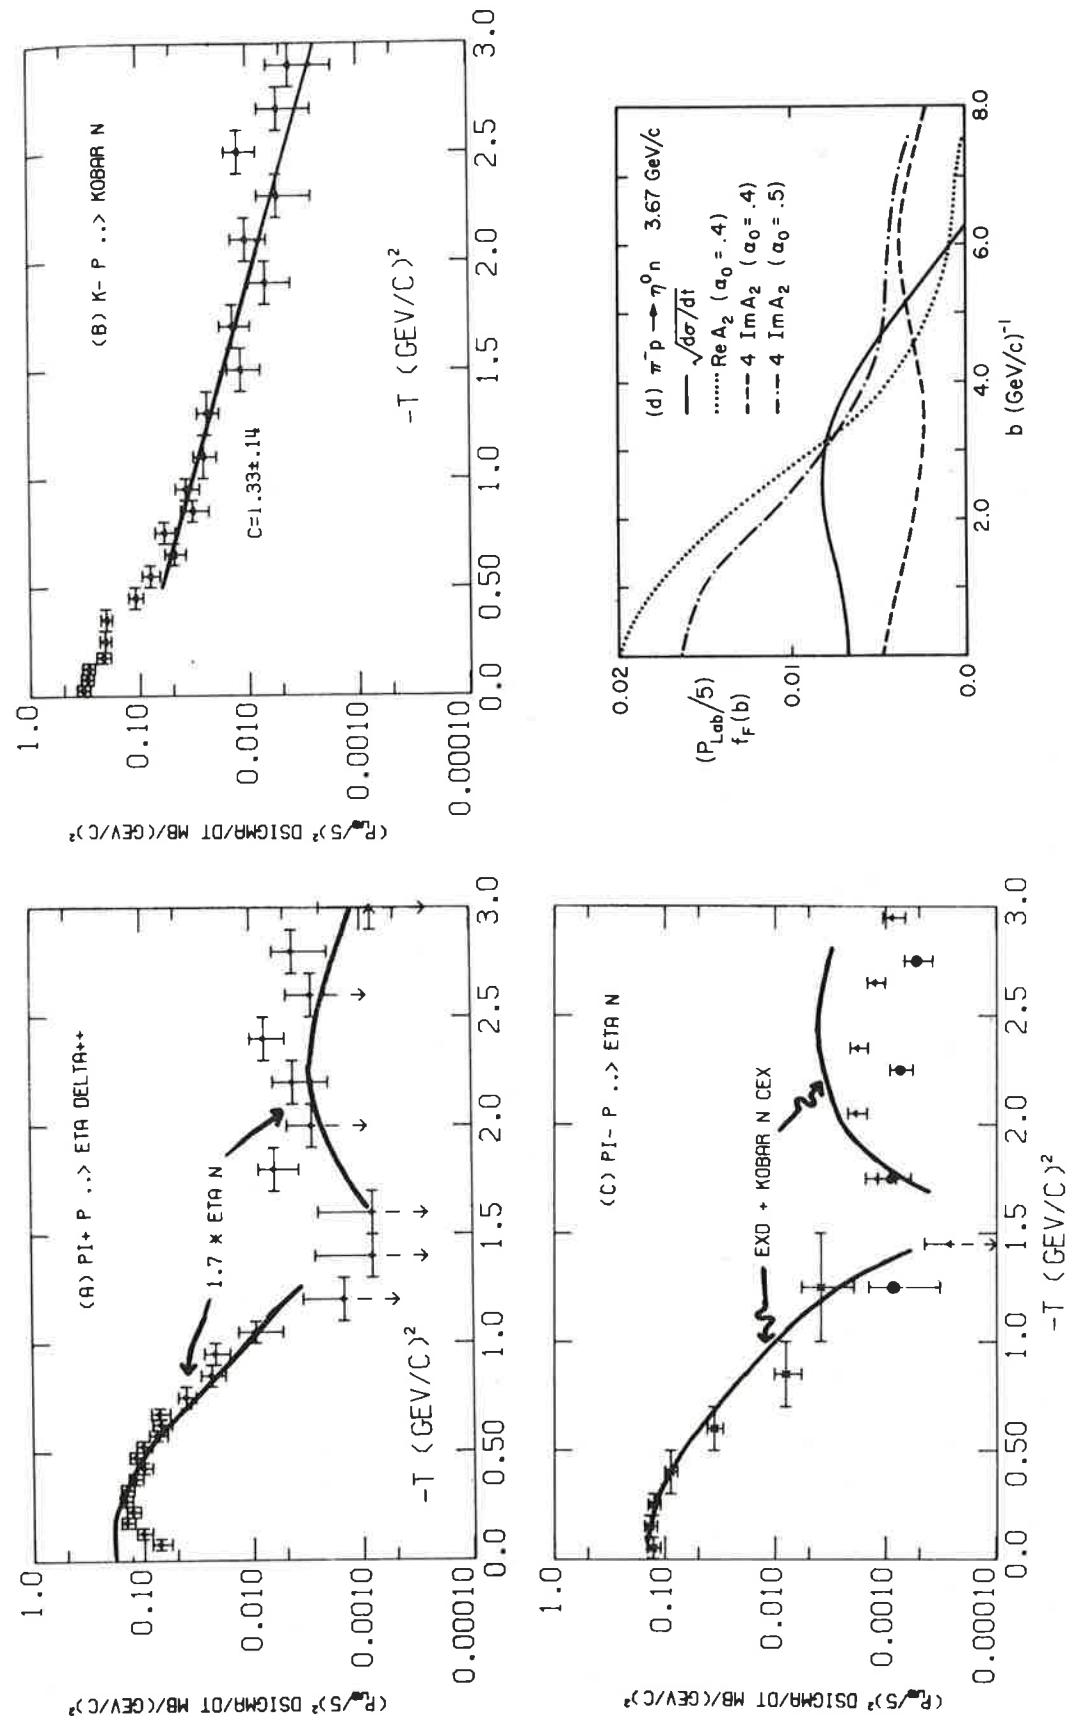 1.0
0.10
0.010
0.0010
0.00010
(P_Lab/5)² DSIGMA/DT MB/(GEV/C)²
(A) PI+ P ..> ETA DELTA++
1.7 * ETA N
0.0 0.50 1.0 1.5 2.0 2.5 3.0
-T (GEV/C)²
1.0
0.10
0.010
0.0010
0.00010
(P_Lab/5)² DSIGMA/DT MB/(GEV/C)²
(B) K- P ..> KOBAR N
C=1.33±.14
0.0 0.50 1.0 1.5 2.0 2.5 3.0
-T (GEV/C)²
1.0
0.10
0.010
0.0010
0.00010
(P_Lab/5)² DSIGMA/DT MB/(GEV/C)²
(C) PI- P ..> ETA N
EXD + KOBAR N CEX
0.0 0.50 1.0 1.5 2.0 2.5 3.0
-T (GEV/C)²
0.02
(P_Lab/5)
f_F(b)
0.01
0.0
(d) π⁻p → η⁰n 3.67 GeV/c
√dσ/dt
Re A₂ (α₀ = .4)
4 Im A₂ (α₀ = .4)
4 Im A₂ (α₀ = .5)
2.0 4.0 6.0 8.0
b (GeV/c)⁻¹